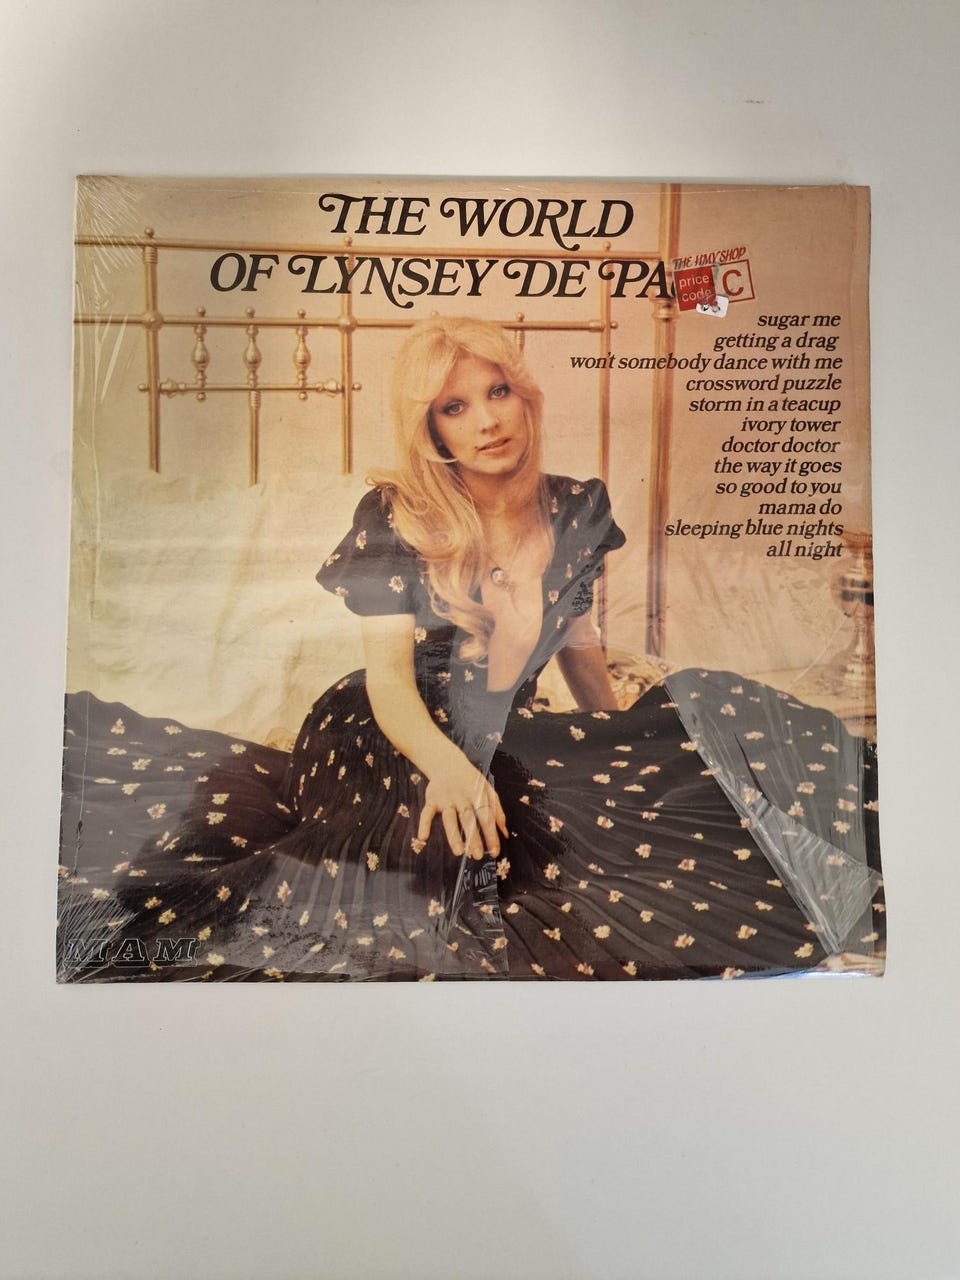 THE WORLD
OF LYNSEY DE PA
THE HMV SHOP
price
code
C
sugar me
getting a drag
won't somebody dance with me
crossword puzzle
storm in a teacup
ivory tower
doctor doctor
the way it goes
so good to you
mama do
sleeping blue nights
all night
MAM